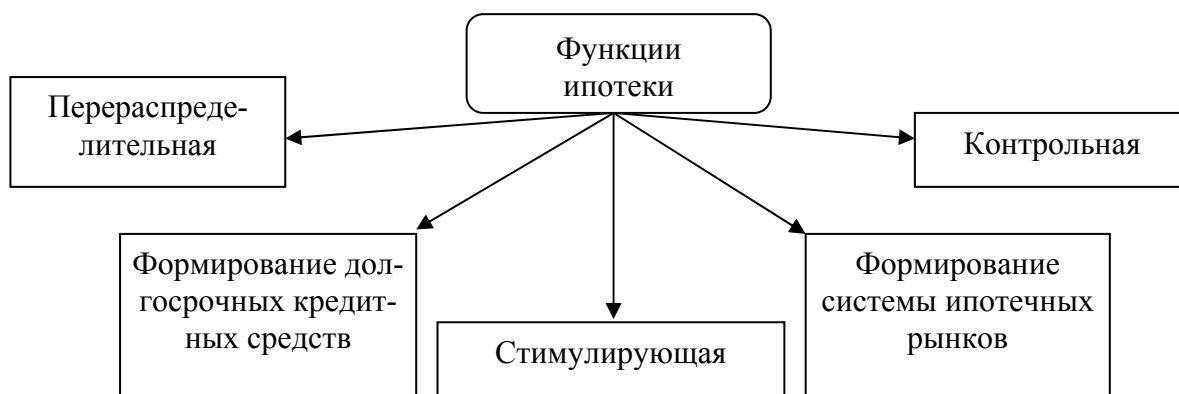 Функции
ипотеки
Перераспреде-
лительная
Контрольная
Формирование дол-
госрочных кредит-
ных средств
Стимулирующая
Формирование
системы ипотечных
рынков